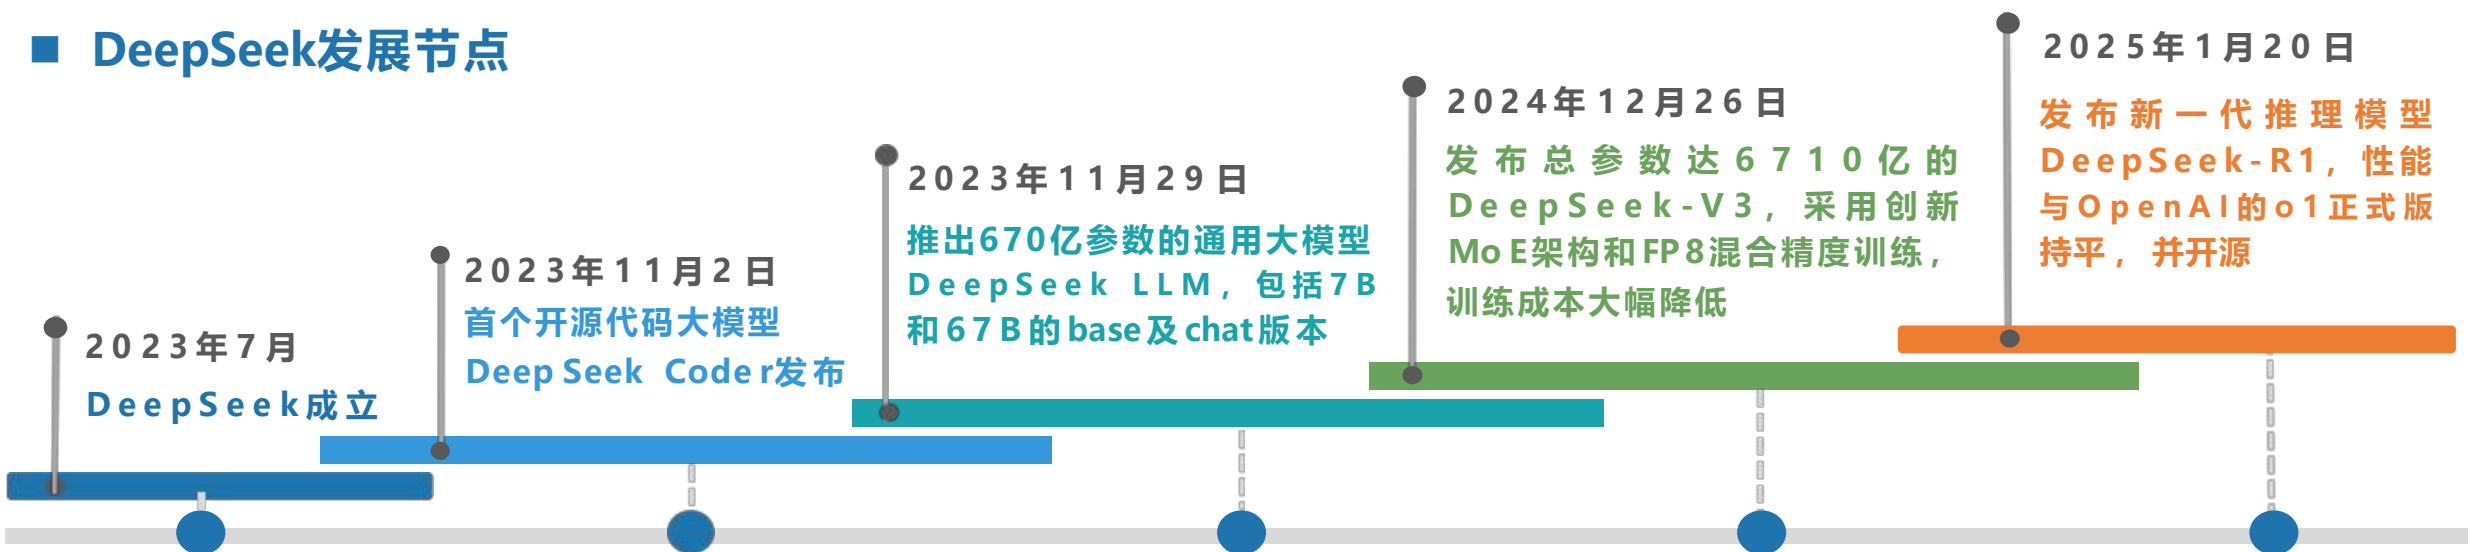 DeepSeek发展节点
2023年7月
DeepSeek成立
2023年11月2日
首个开源代码大模型
Deep Seek Coder发布
2023年11月29日
推出670亿参数的通用大模型
DeepSeek LLM，包括7B
和67B的base及chat版本
2024年12月26日
发布总参数达6710亿的
DeepSeek-V3，采用创新
MoE架构和FP8混合精度训练，
训练成本大幅降低
2025年1月20日
发布新一代推理模型
DeepSeek-R1，性能
与OpenAI的o1正式版
持平，并开源